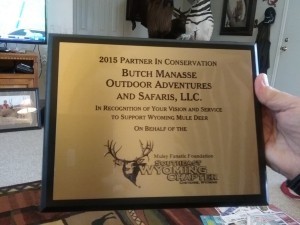 2015 Partner In Conservation
Butch Manasse
Outdoor Adventures
and Safaris, LLC.
In Recognition of Your Vision and Service
to Support Wyoming Mule Deer
On Behalf of the
Muley Fanatic Foundation
Southeast
Wyoming
Chapter